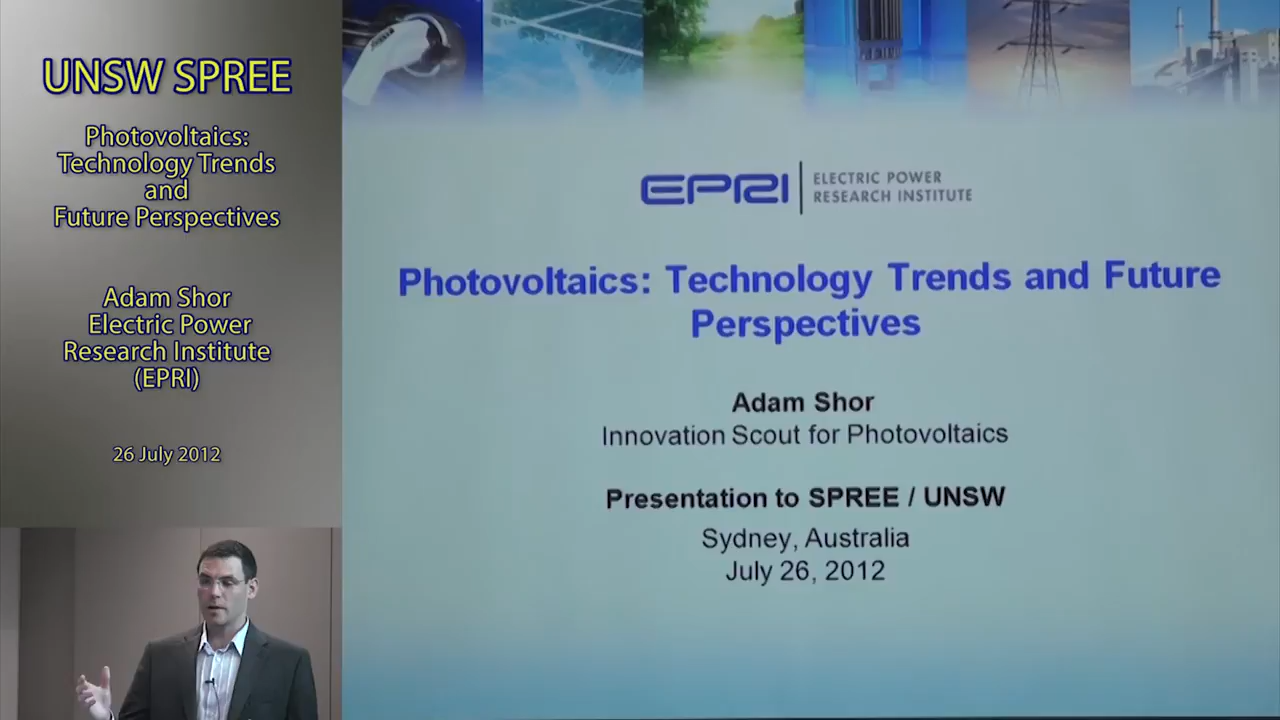 UNSW SPREE
Photovoltaics:
Technology Trends
and
Future Perspectives
Adam Shor
Electric Power
Research Institute
(EPRI)
26 July 2012
EPRI | ELECTRIC POWER
RESEARCH INSTITUTE
Photovoltaics: Technology Trends and Future
Perspectives
Adam Shor
Innovation Scout for Photovoltaics
Presentation to SPREE / UNSW
Sydney, Australia
July 26, 2012